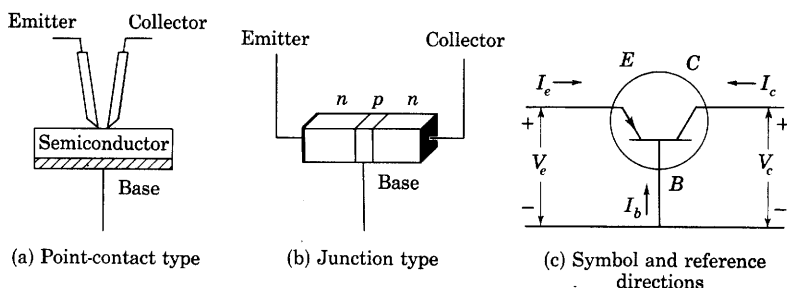 Emitter
Collector
Semiconductor
Base
(a) Point-contact type
Emitter
Collector
n p n
Base
(b) Junction type
E C
I_e
I_c
+ +
V_e
V_c
B
I_b
− −
(c) Symbol and reference
directions